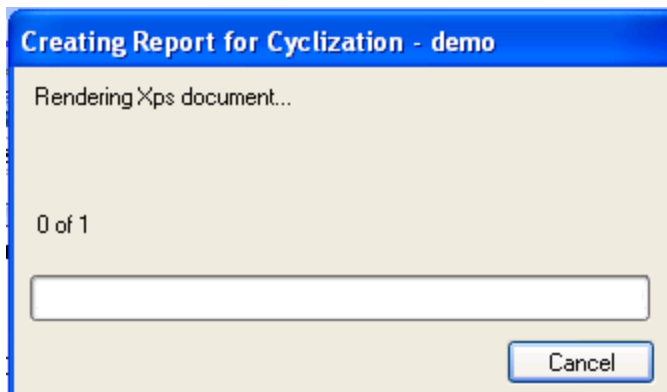 Creating Report for Cyclization - demo
Rendering Xps document...
0 of 1
Cancel